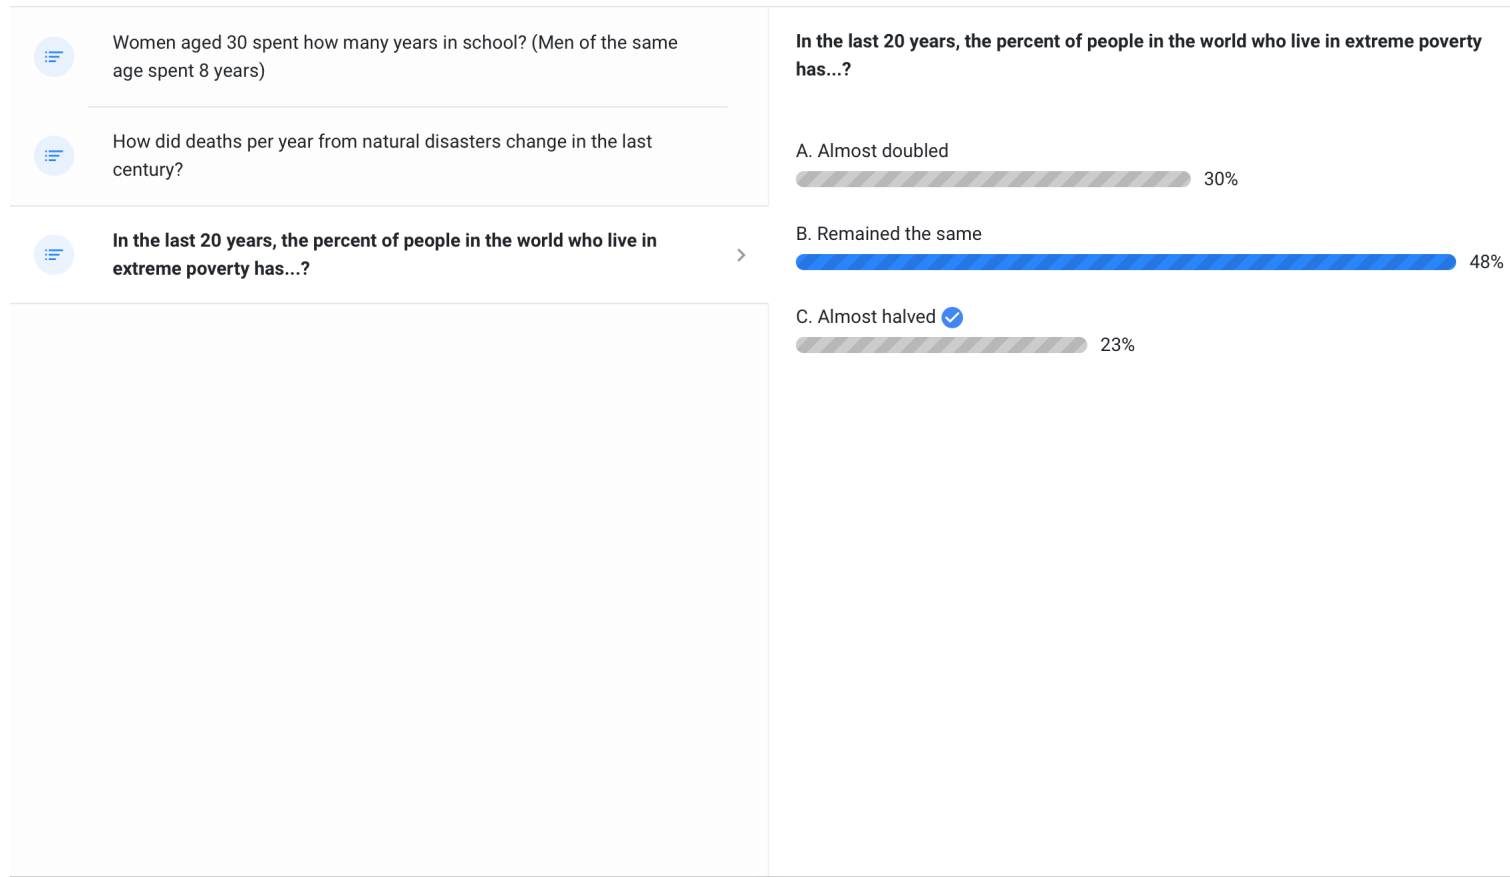 Women aged 30 spent how many years in school? (Men of the same
age spent 8 years)
How did deaths per year from natural disasters change in the last
century?
In the last 20 years, the percent of people in the world who live in
extreme poverty has...?
In the last 20 years, the percent of people in the world who live in extreme poverty
has...?
A. Almost doubled
30%
B. Remained the same
48%
C. Almost halved
23%